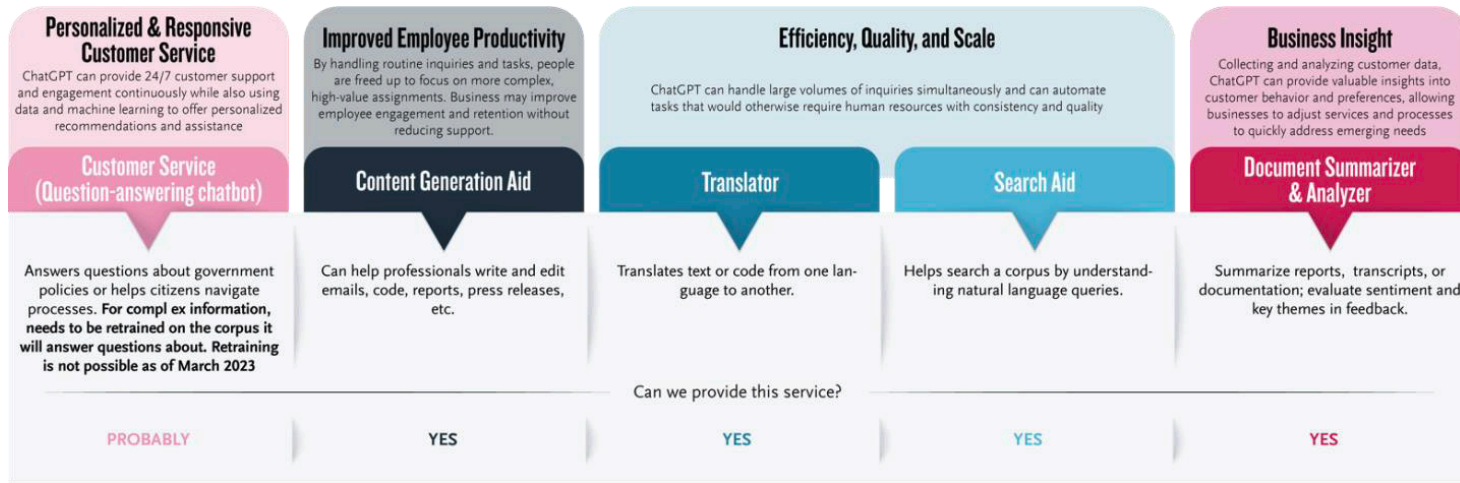 Personalized & Responsive
Customer Service
ChatGPT can provide 24/7 customer support
and engagement continuously while also using
data and machine learning to offer personalized
recommendations and assistance
Improved Employee Productivity
By handling routine inquiries and tasks, people
are freed up to focus on more complex,
high-value assignments. Business may improve
employee engagement and retention without
reducing support.
Efficiency, Quality, and Scale
ChatGPT can handle large volumes of inquiries simultaneously and can automate
tasks that would otherwise require human resources with consistency and quality
Business Insight
Collecting and analyzing customer data,
ChatGPT can provide valuable insights into
customer behavior and preferences, allowing
businesses to adjust services and processes
to quickly address emerging needs
Customer Service
(Question-answering chatbot)
Content Generation Aid
Translator
Search Aid
Document Summarizer
& Analyzer
Answers questions about government
policies or helps citizens navigate
processes. For compl ex information,
needs to be retrained on the corpus it
will answer questions about. Retraining
is not possible as of March 2023
Can help professionals write and edit
emails, code, reports, press releases,
etc.
Translates text or code from one lan-
guage to another.
Helps search a corpus by understand-
ing natural language queries.
Summarize reports, transcripts, or
documentation; evaluate sentiment and
key themes in feedback.
Can we provide this service?
PROBABLY
YES
YES
YES
YES